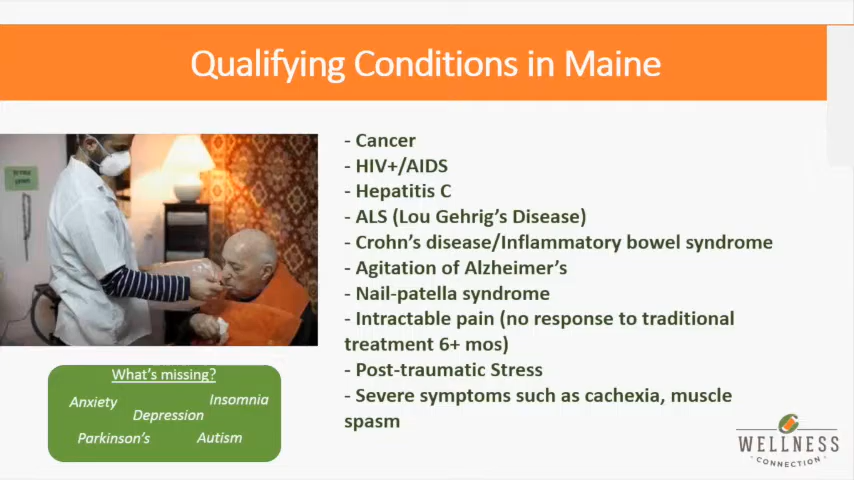 Qualifying Conditions in Maine
- Cancer
- HIV+/AIDS
- Hepatitis C
- ALS (Lou Gehrig's Disease)
- Crohn's disease/Inflammatory bowel syndrome
- Agitation of Alzheimer's
- Nail-patella syndrome
- Intractable pain (no response to traditional
treatment 6+ mos)
- Post-traumatic Stress
- Severe symptoms such as cachexia, muscle
spasm
What's missing?
Anxiety
Insomnia
Depression
Parkinson's
Autism
WELLNESS
CONNECTION